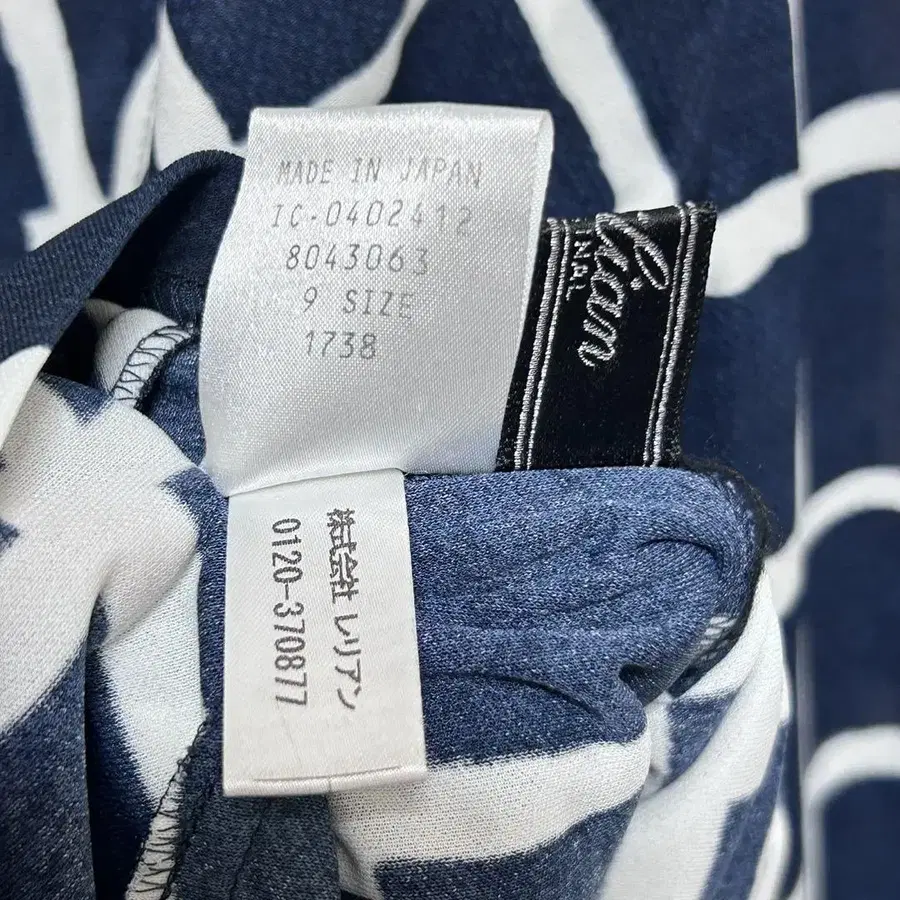 MADE IN JAPAN
IC-0402412
8043063
9 SIZE
1738
株式会社 レリアン
0120-370877